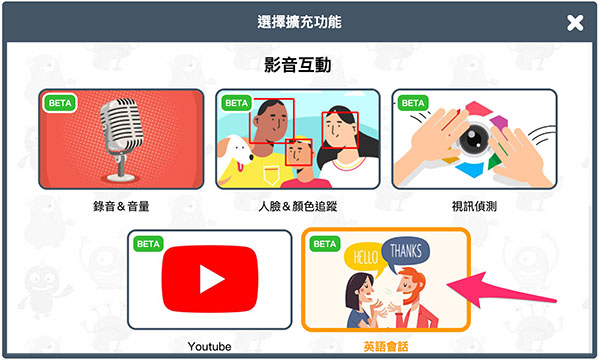 選擇擴充功能
影音互動
BETA
BETA
BETA
錄音＆音量
人臉＆顏色追蹤
視訊偵測
BETA
BETA
HELLO
THANKS
Youtube
英語會話